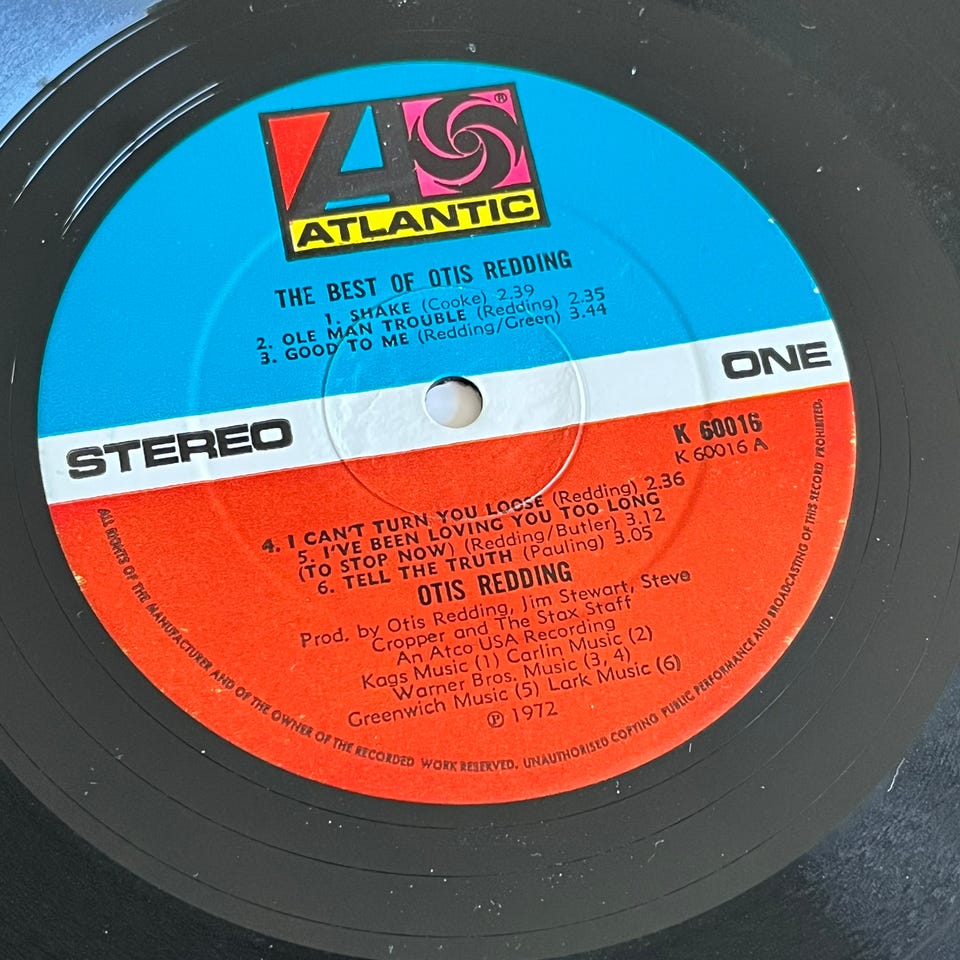 ®
ATLANTIC
THE BEST OF OTIS REDDING
1. SHAKE (Cooke) 2.39
2. OLE MAN TROUBLE (Redding) 2.35
3. GOOD TO ME (Redding/Green) 3.44
STEREO
ONE
K 60016
K 60016 A
4. I CAN'T TURN YOU LOOSE (Redding) 2.36
5. I'VE BEEN LOVING YOU TOO LONG
(TO STOP NOW) (Redding/Butler) 3.12
6. TELL THE TRUTH (Pauling) 3.05
OTIS REDDING
Prod. by Otis Redding, Jim Stewart, Steve
Cropper and The Stax Staff
An Atco USA Recording
Kags Music (1) Carlin Music (2)
Warner Bros. Music (3, 4)
Greenwich Music (5) Lark Music (6)
℗ 1972
ALL RIGHTS OF THE MANUFACTURER AND OF THE OWNER OF THE RECORDED WORK RESERVED. UNAUTHORISED COPYING PUBLIC PERFORMANCE AND BROADCASTING OF THIS RECORD PROHIBITED.